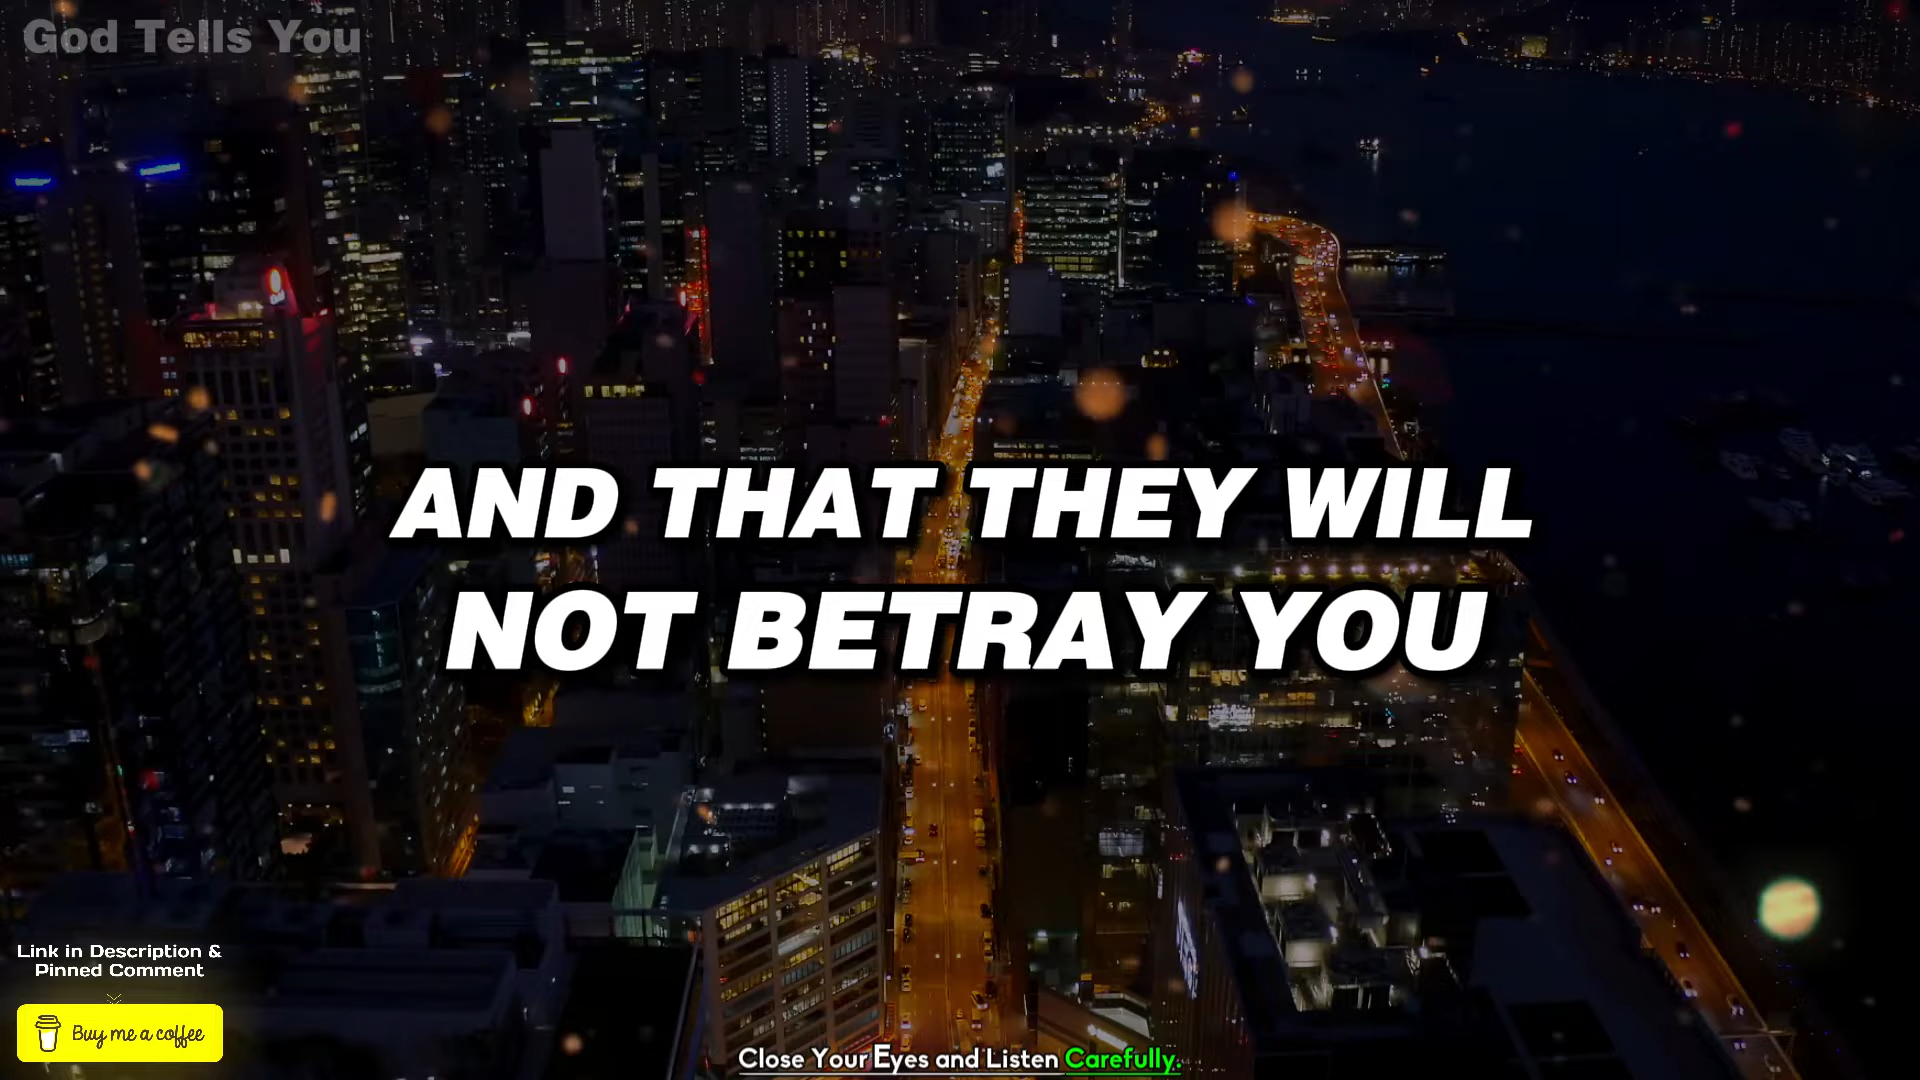 God Tells You
AND THAT THEY WILL
NOT BETRAY YOU
Link in Description &
Pinned Comment
Buy me a coffee
Close Your Eyes and Listen Carefully.